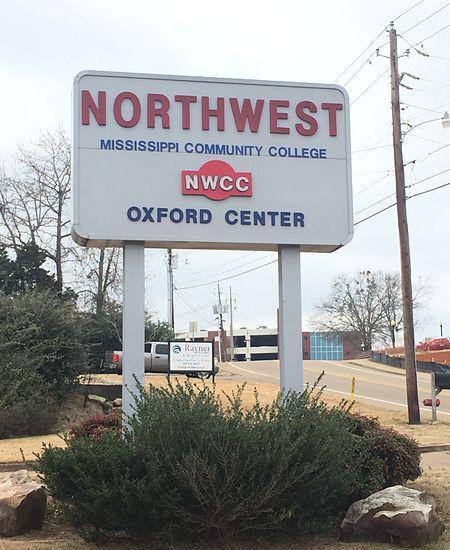 NORTHWEST
MISSISSIPPI COMMUNITY COLLEGE
NWCC
OXFORD CENTER
Rayner